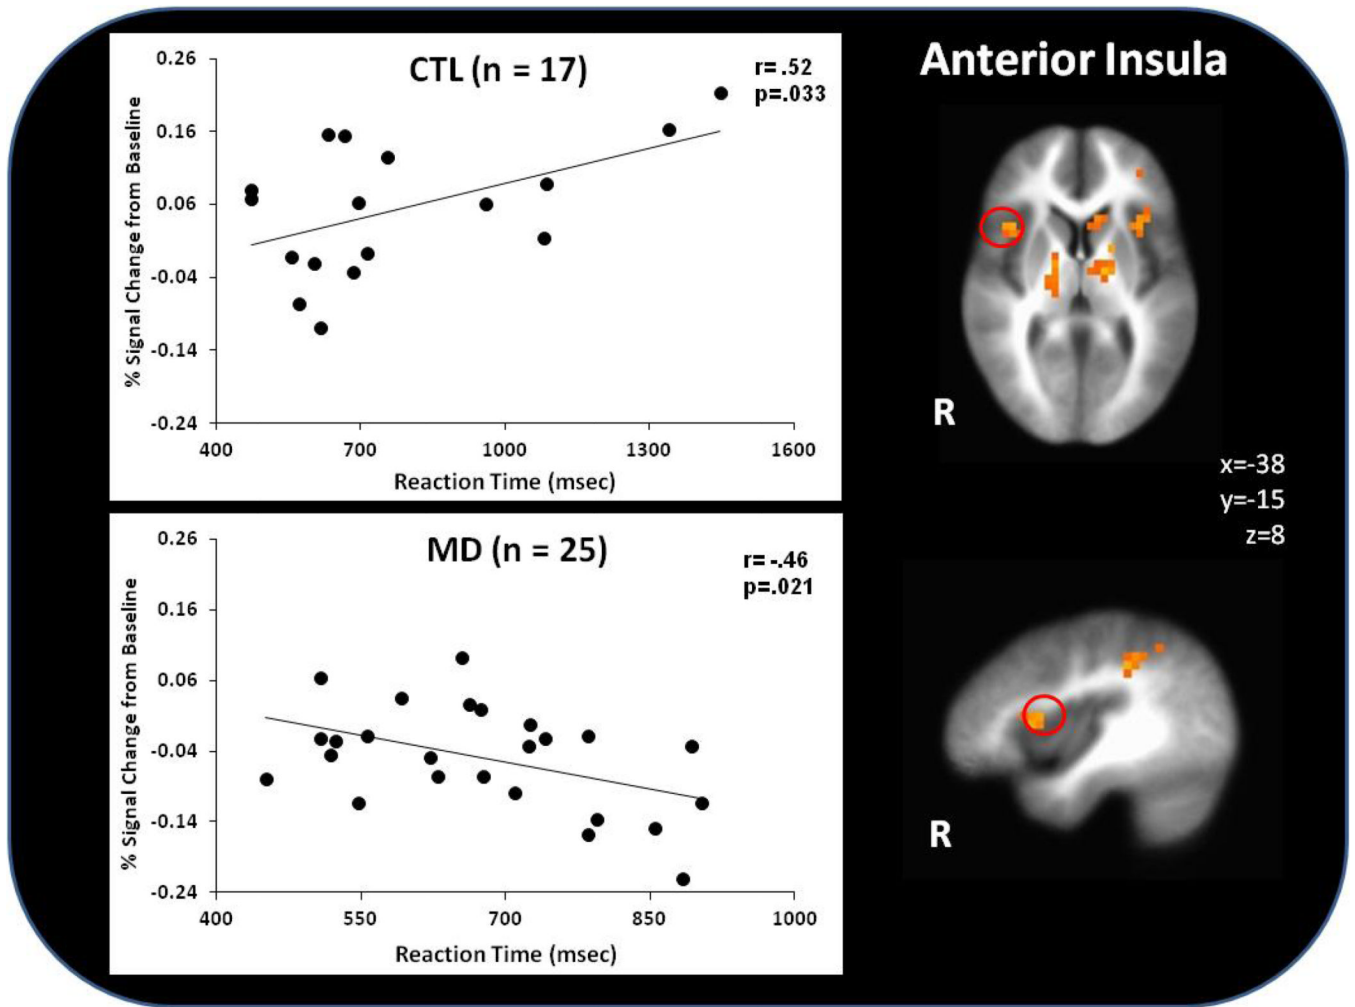 CTL (n = 17)
r= .52
p=.033
% Signal Change from Baseline
0.26
0.16
0.06
-0.04
-0.14
-0.24
400 700 1000 1300 1600
Reaction Time (msec)
MD (n = 25)
r= -.46
p=.021
% Signal Change from Baseline
0.26
0.16
0.06
-0.04
-0.14
-0.24
400 550 700 850 1000
Reaction Time (msec)
Anterior Insula
R
x=-38
y=-15
z=8
R